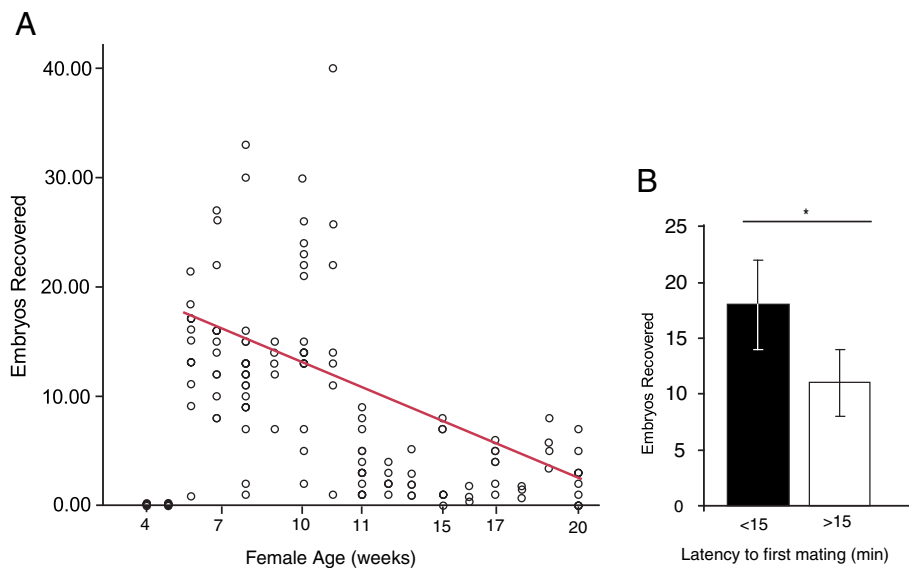 A
40.00
30.00
20.00
10.00
0.00
Embryos Recovered
4 7 10 11 15 17 20
Female Age (weeks)
B
*
25
20
15
10
5
0
Embryos Recovered
<15 >15
Latency to first mating (min)